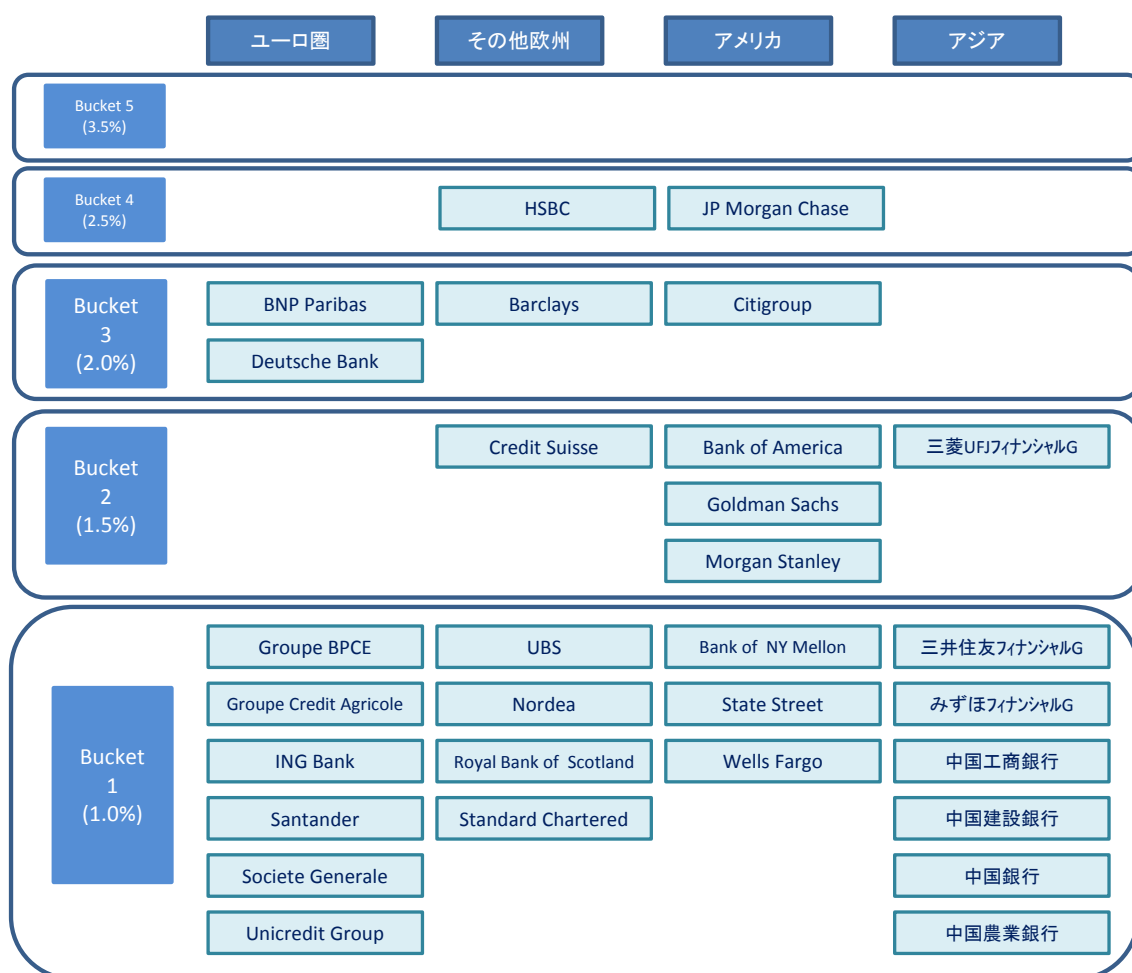 ユーロ圏
その他欧州
アメリカ
アジア
Bucket 5
(3.5%)
Bucket 4
(2.5%)
HSBC
JP Morgan Chase
Bucket
3
(2.0%)
BNP Paribas
Barclays
Citigroup
Deutsche Bank
Bucket
2
(1.5%)
Credit Suisse
Bank of America
三菱UFJフィナンシャルG
Goldman Sachs
Morgan Stanley
Bucket
1
(1.0%)
Groupe BPCE
UBS
Bank of NY Mellon
三井住友フィナンシャルG
Groupe Credit Agricole
Nordea
State Street
みずほフィナンシャルG
ING Bank
Royal Bank of Scotland
Wells Fargo
中国工商銀行
Santander
Standard Chartered
中国建設銀行
Societe Generale
中国銀行
Unicredit Group
中国農業銀行